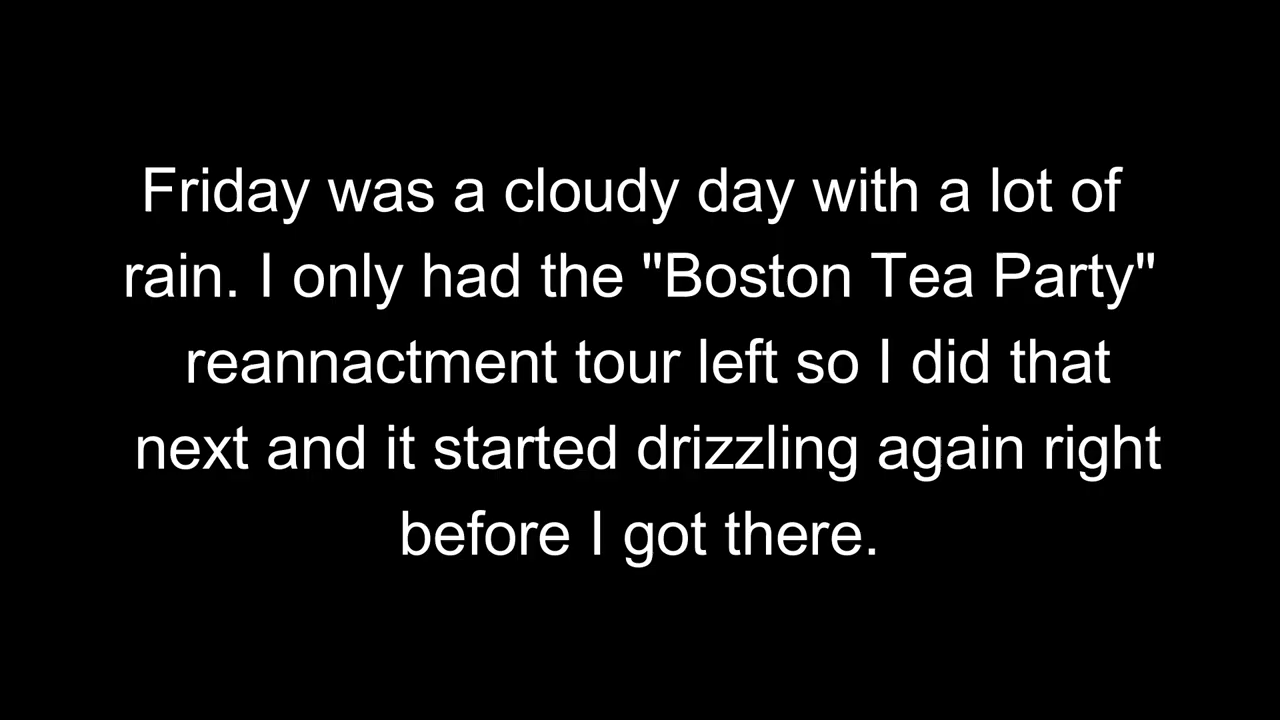 Friday was a cloudy day with a lot of
rain. I only had the "Boston Tea Party"
reannactment tour left so I did that
next and it started drizzling again right
before I got there.